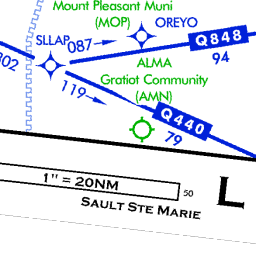 Mount Pleasant Muni
(MOP)
OREYO
SLLAP
087
Q848
94
802
ALMA
Gratiot Community
(AMN)
119
Q440
79
1" = 20NM
50
L
SAULT STE MARIE